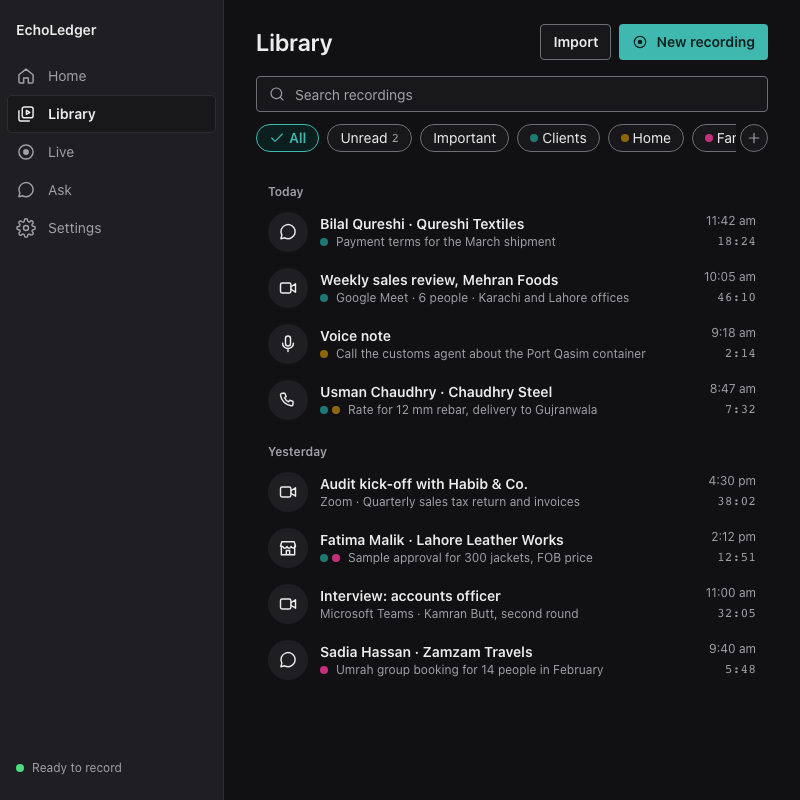 EchoLedger
Home
Library
Live
Ask
Settings
Ready to record
Library
Import
New recording
Search recordings
All
Unread 2
Important
Clients
Home
Today
Bilal Qureshi · Qureshi Textiles
11:42 am
Payment terms for the March shipment
18:24
Weekly sales review, Mehran Foods
10:05 am
Google Meet · 6 people · Karachi and Lahore offices
46:10
Voice note
9:18 am
Call the customs agent about the Port Qasim container
2:14
Usman Chaudhry · Chaudhry Steel
8:47 am
Rate for 12 mm rebar, delivery to Gujranwala
7:32
Yesterday
Audit kick-off with Habib & Co.
4:30 pm
Zoom · Quarterly sales tax return and invoices
38:02
Fatima Malik · Lahore Leather Works
2:12 pm
Sample approval for 300 jackets, FOB price
12:51
Interview: accounts officer
11:00 am
Microsoft Teams · Kamran Butt, second round
32:05
Sadia Hassan · Zamzam Travels
9:40 am
Umrah group booking for 14 people in February
5:48